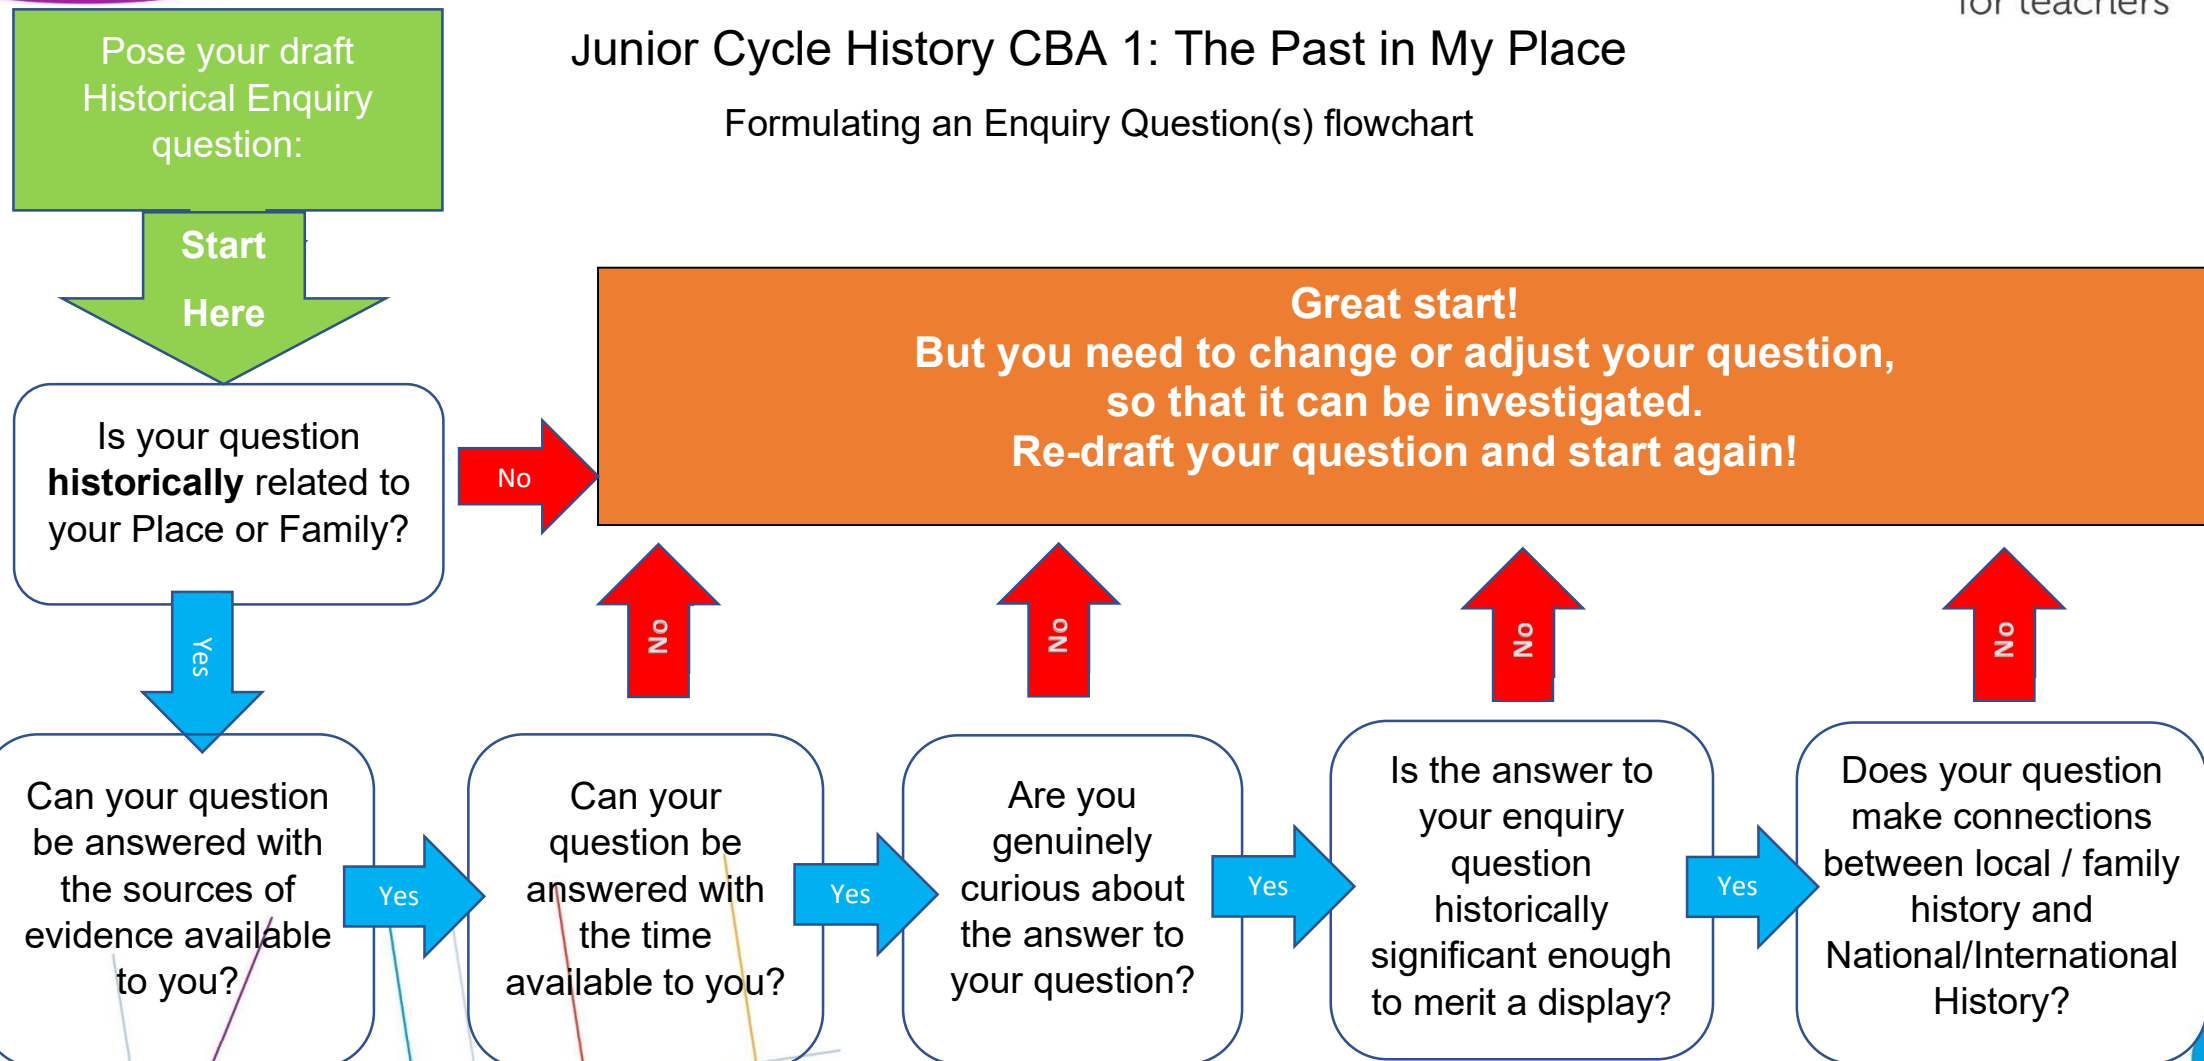 for teachers
Pose your draft
Historical Enquiry
question:
Junior Cycle History CBA 1: The Past in My Place
Formulating an Enquiry Question(s) flowchart
Start
Here
Great start!
But you need to change or adjust your question,
so that it can be investigated.
Re-draft your question and start again!
Is your question
historically related to
your Place or Family?
No
Yes
No
No
No
No
Can your question
be answered with
the sources of
evidence available
to you?
Yes
Can your
question be
answered with
the time
available to you?
Yes
Are you
genuinely
curious about
the answer to
your question?
Yes
Is the answer to
your enquiry
question
historically
significant enough
to merit a display?
Yes
Does your question
make connections
between local / family
history and
National/International
History?